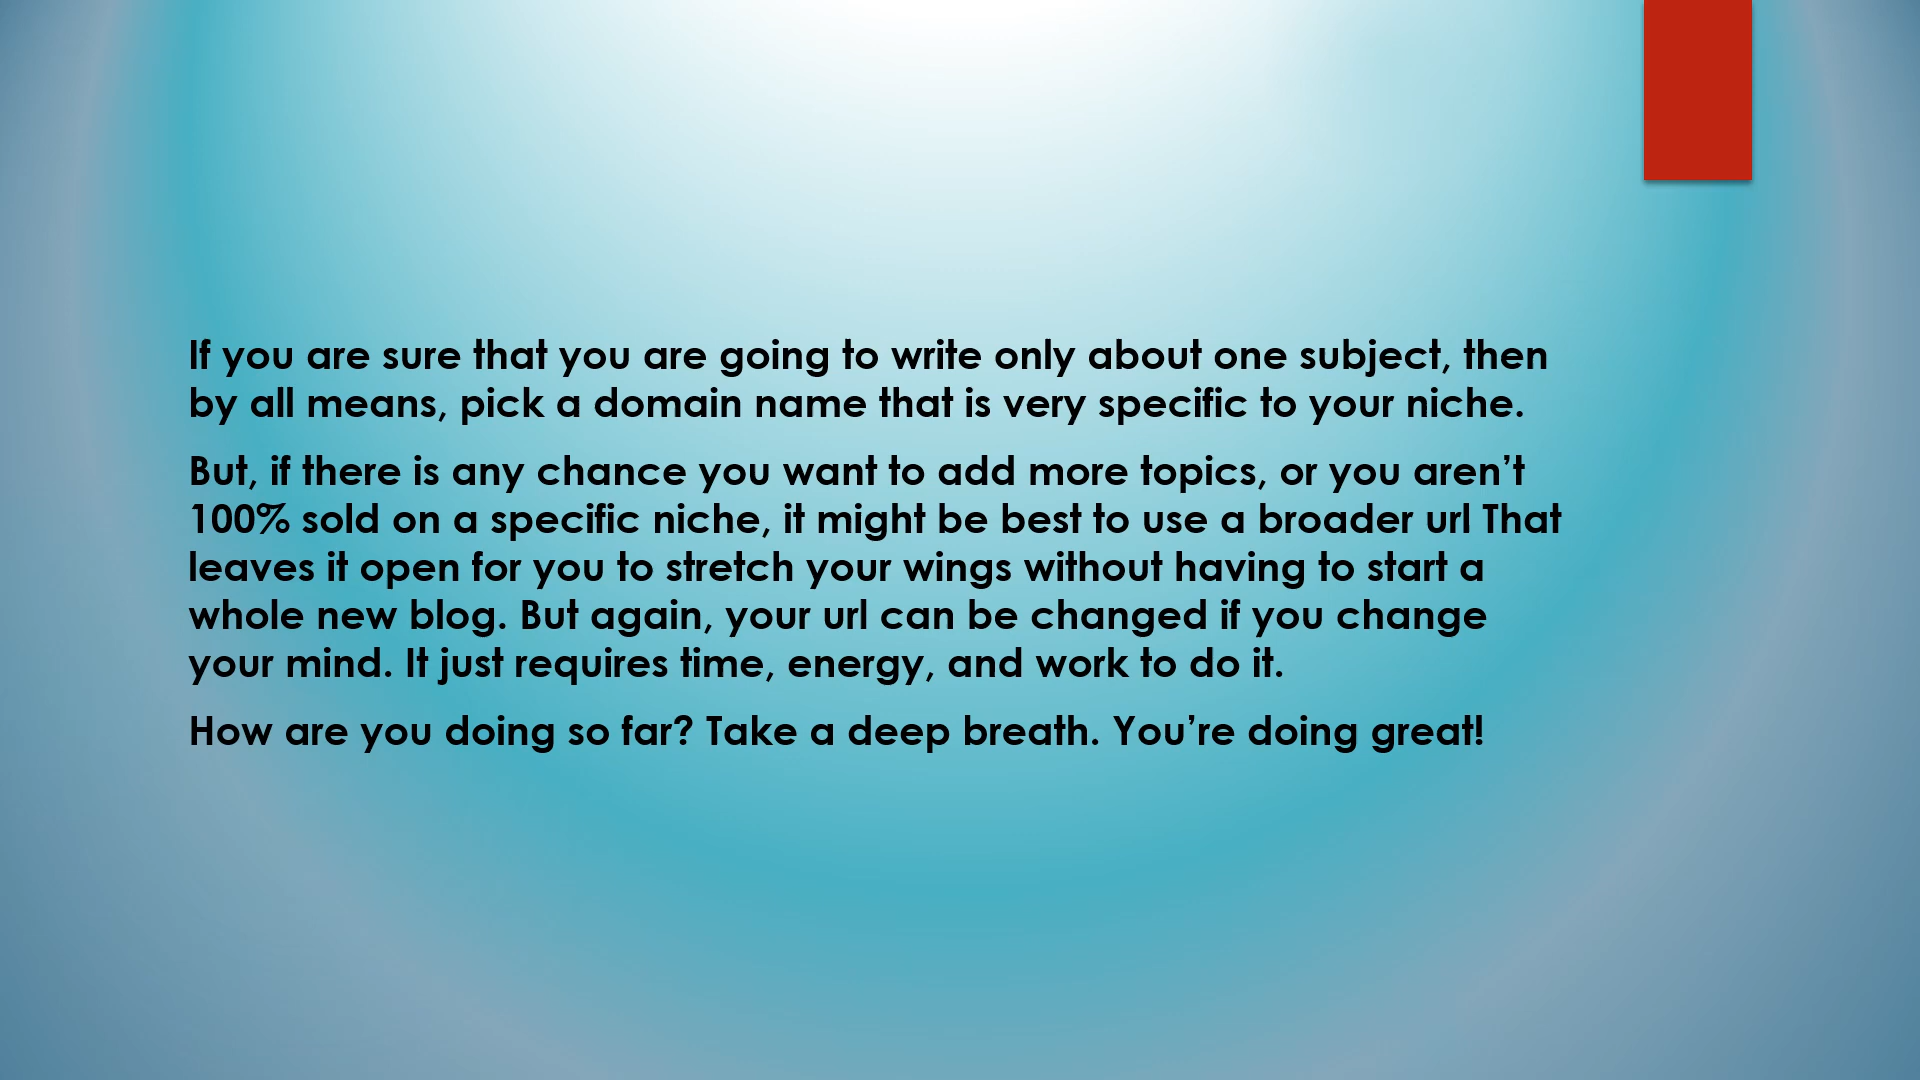 If you are sure that you are going to write only about one subject, then
by all means, pick a domain name that is very specific to your niche.
But, if there is any chance you want to add more topics, or you aren’t
100% sold on a specific niche, it might be best to use a broader url That
leaves it open for you to stretch your wings without having to start a
whole new blog. But again, your url can be changed if you change
your mind. It just requires time, energy, and work to do it.
How are you doing so far? Take a deep breath. You’re doing great!